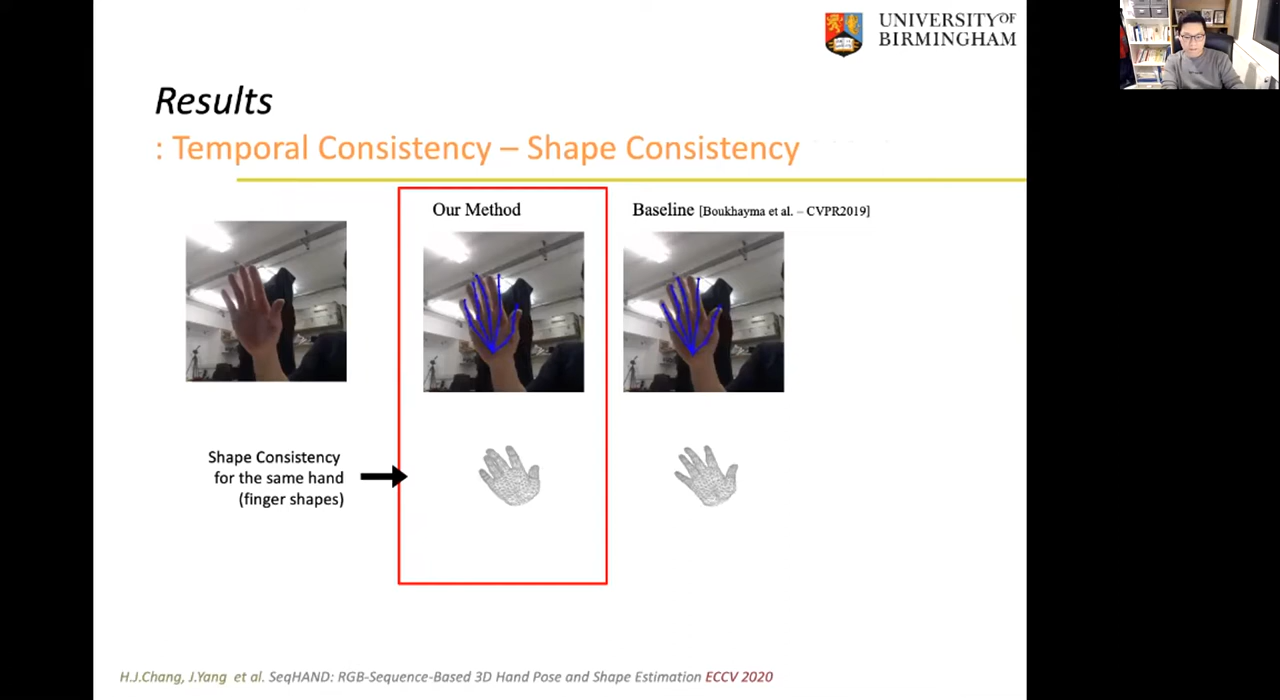 UNIVERSITY OF
BIRMINGHAM
Results
: Temporal Consistency – Shape Consistency
Our Method
Baseline [Boukhayma et al. – CVPR2019]
Shape Consistency
for the same hand
(finger shapes)
H.J.Chang, J.Yang et al. SeqHAND: RGB-Sequence-Based 3D Hand Pose and Shape Estimation ECCV 2020